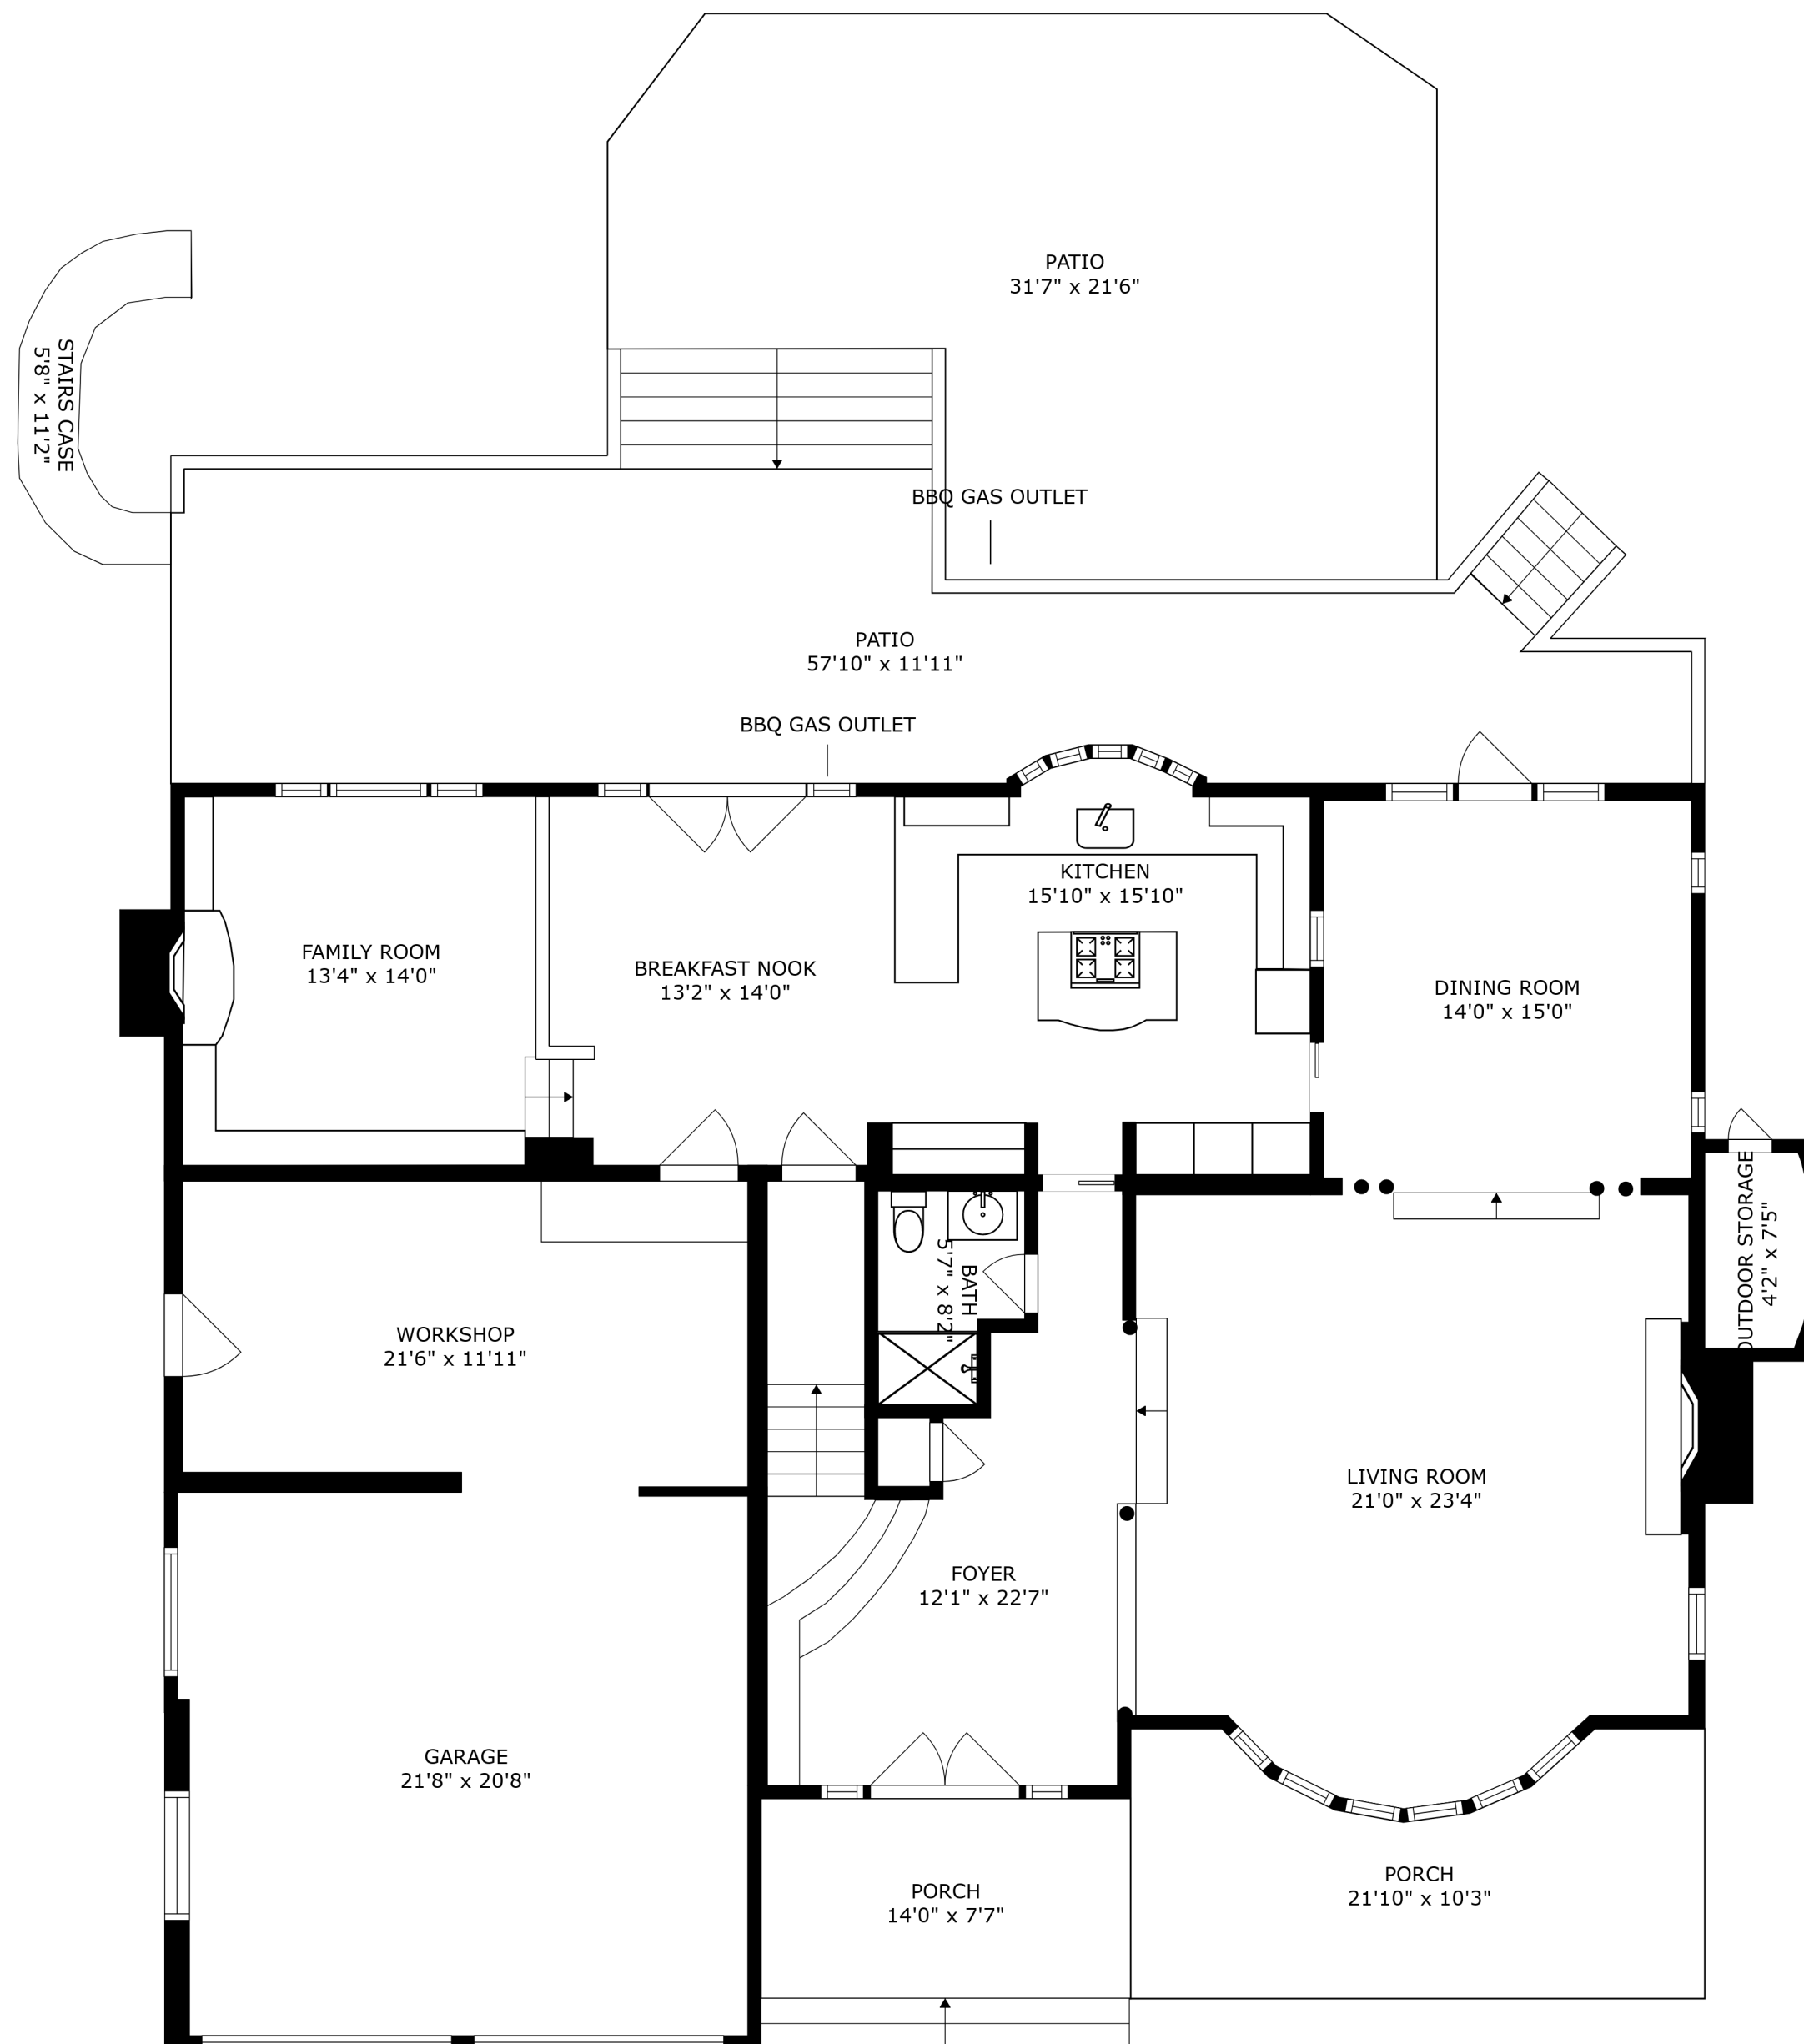 PATIO
31'7" x 21'6"
STAIRS CASE
5'8" x 11'2"
BBQ GAS OUTLET
PATIO
57'10" x 11'11"
BBQ GAS OUTLET
KITCHEN
15'10" x 15'10"
FAMILY ROOM
13'4" x 14'0"
BREAKFAST NOOK
13'2" x 14'0"
DINING ROOM
14'0" x 15'0"
OUTDOOR STORAGE
4'2" x 7'5"
BATH
5'7" x 8'2"
WORKSHOP
21'6" x 11'11"
LIVING ROOM
21'0" x 23'4"
FOYER
12'1" x 22'7"
GARAGE
21'8" x 20'8"
PORCH
14'0" x 7'7"
PORCH
21'10" x 10'3"